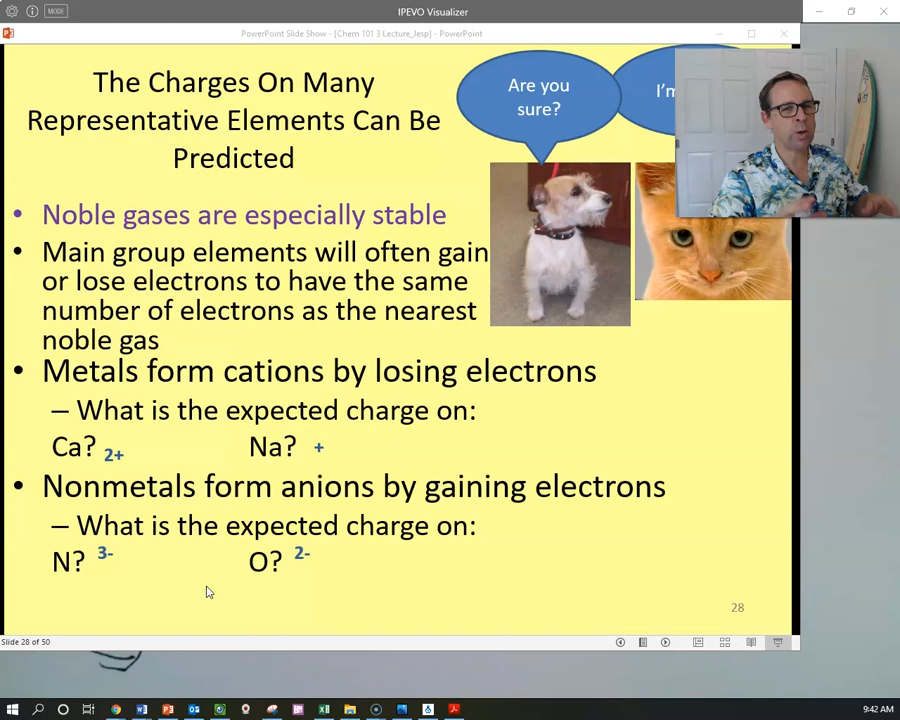 MODE
IPEVO Visualizer
PowerPoint Slide Show - [Chem 101 3 Lecture_lesp] - PowerPoint
The Charges On Many
Representative Elements Can Be
Predicted
Are you
sure?
I'm
• Noble gases are especially stable
• Main group elements will often gain
or lose electrons to have the same
number of electrons as the nearest
noble gas
• Metals form cations by losing electrons
– What is the expected charge on:
Ca? 2+ Na? +
• Nonmetals form anions by gaining electrons
– What is the expected charge on:
N? 3- O? 2-
28
Slide 28 of 50
9:42 AM